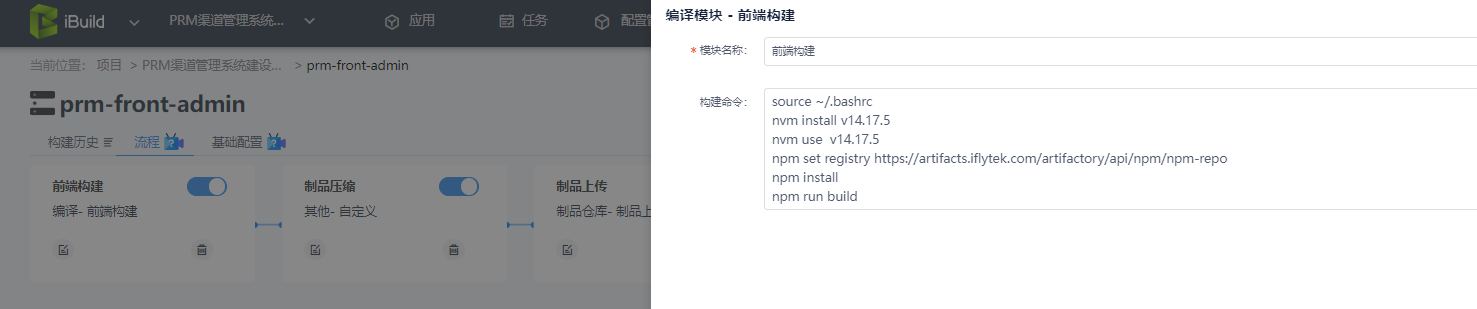 iBuild
PRM渠道管理系统...
应用
任务
配置管
当前位置: 项目 > PRM渠道管理系统建设... > prm-front-admin
prm-front-admin
构建历史
流程
基础配置
前端构建
编译- 前端构建
制品压缩
其他- 自定义
制品上传
制品仓库- 制品上
编译模块 - 前端构建
* 模块名称:
前端构建
构建命令:
source ~/.bashrc
nvm install v14.17.5
nvm use  v14.17.5
npm set registry https://artifacts.iflytek.com/artifactory/api/npm/npm-repo
npm install
npm run build